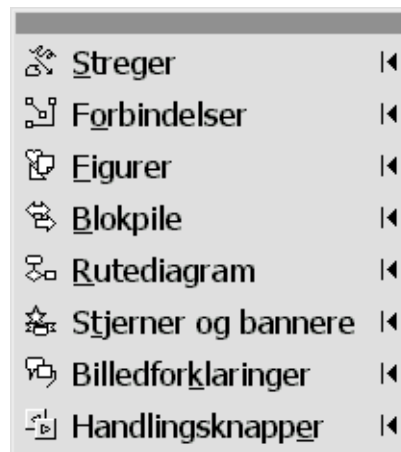 Streger
Forbindelser
Figurer
Blokpile
Rutediagram
Stjerner og bannere
Billedforklaringer
Handlingsknapper